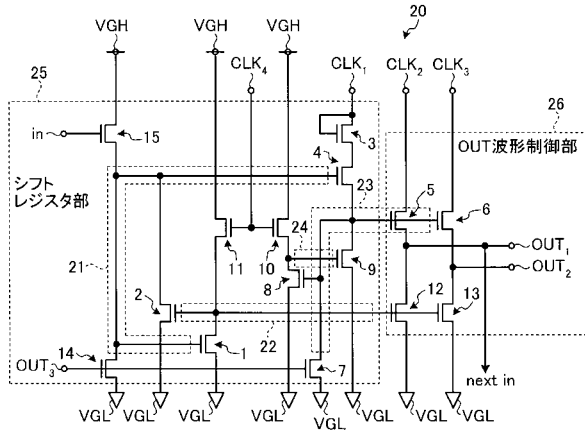 20
VGH
VGH
VGH
CLK4
CLK1
CLK2
CLK3
25
26
in
15
3
OUT波形制御部
4
シフト
レジスタ部
23
5
6
24
OUT1
21
11
10
9
OUT2
8
2
12
13
22
1
14
7
OUT3
next in
VGL
VGL
VGL
VGL
VGL
VGL
VGL
VGL